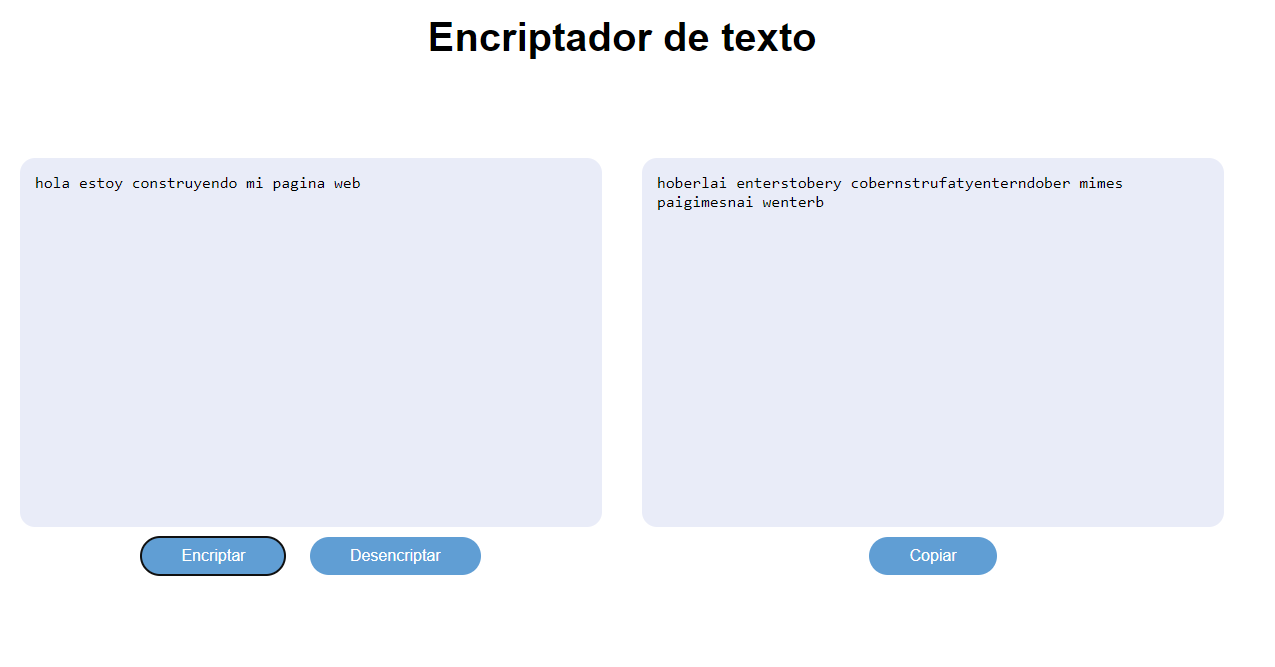 Encriptador de texto
hola estoy construyendo mi pagina web
hoberlai enterstobery cobernstrufatyenterndober mimes
paigimesnai wenterb
Encriptar
Desencriptar
Copiar